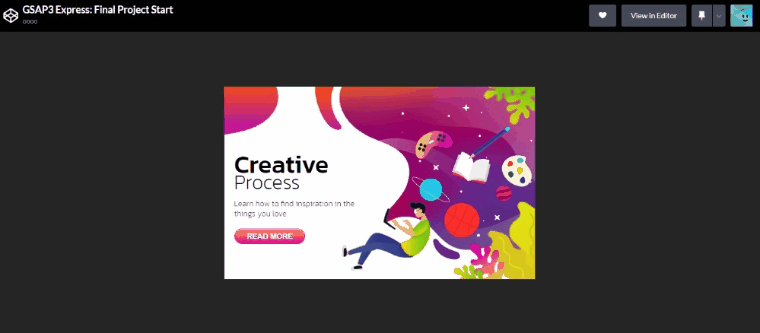 GSAP3 Express: Final Project Start
oooo
View in Editor
Creative
Process
Learn how to find inspiration in the
things you love
READ MORE